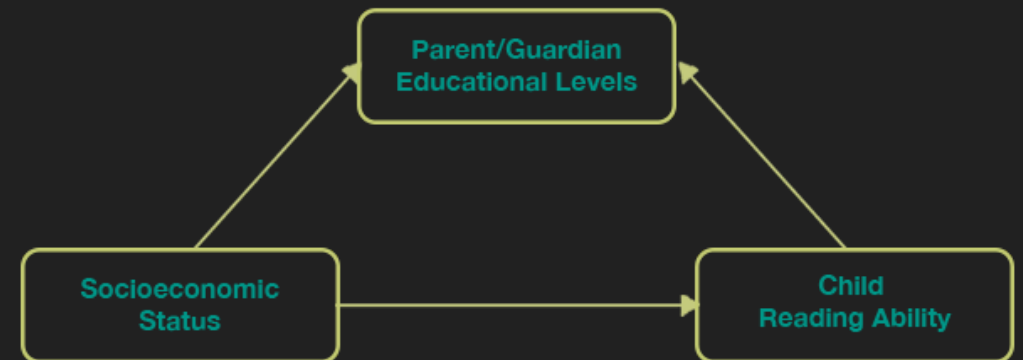 Parent/Guardian
Educational Levels
Socioeconomic
Status
Child
Reading Ability